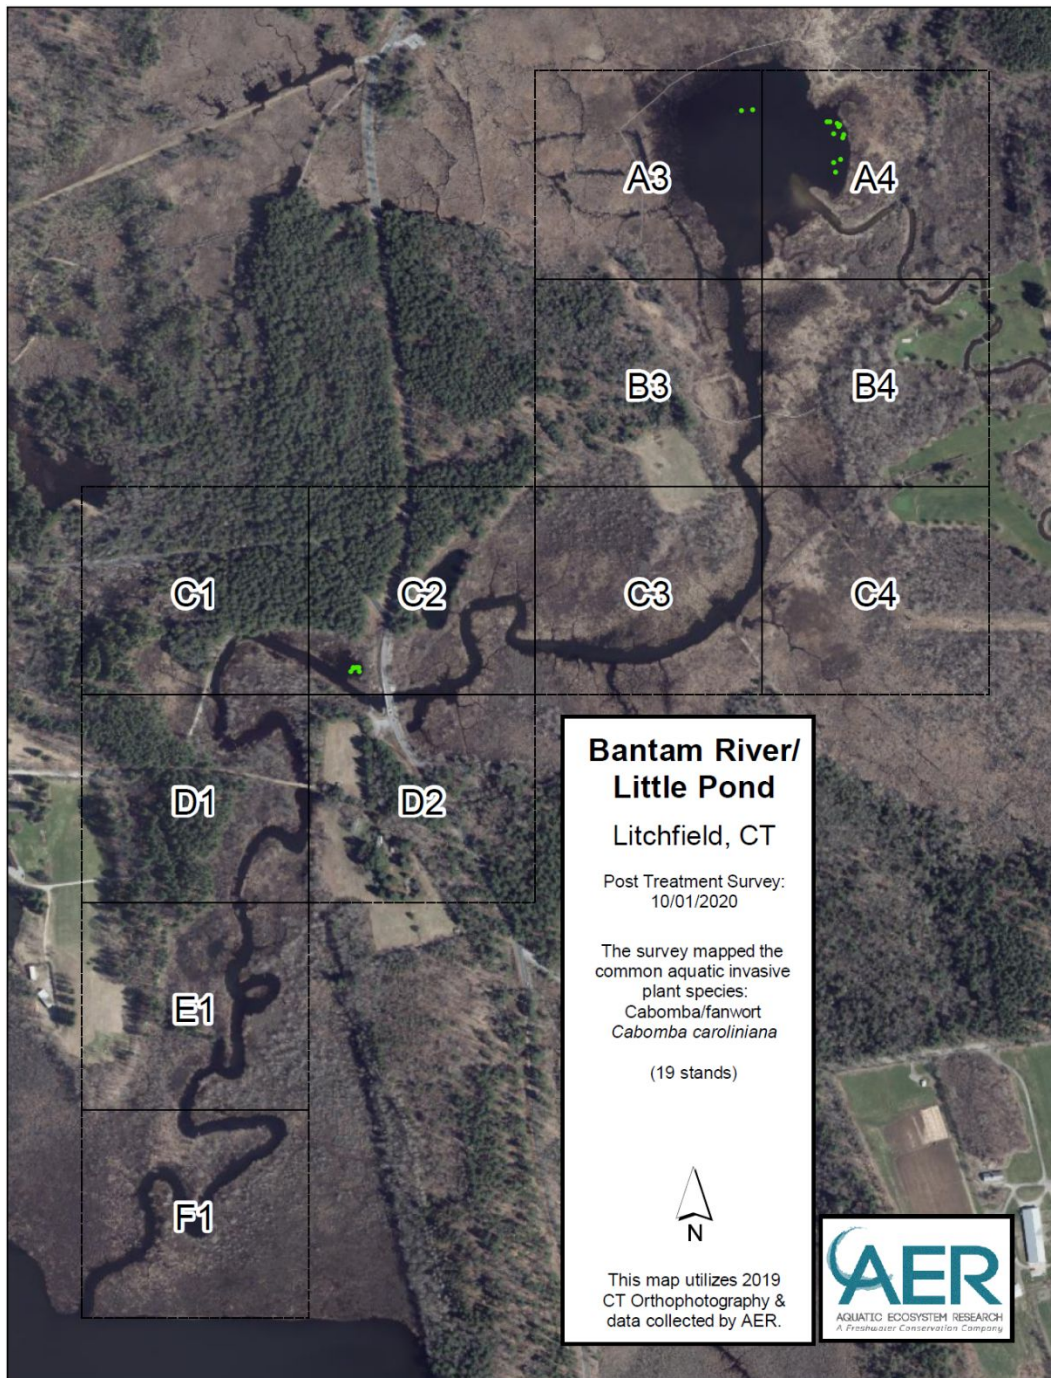 A3
A4
B3
B4
C1
C2
C3
C4
D1
D2
E1
F1
Bantam River/
Little Pond
Litchfield, CT
Post Treatment Survey:
10/01/2020
The survey mapped the
common aquatic invasive
plant species:
Cabomba/fanwort
Cabomba caroliniana
(19 stands)
N
This map utilizes 2019
CT Orthophotography &
data collected by AER.
AER
AQUATIC ECOSYSTEM RESEARCH
A Freshwater Conservation Company